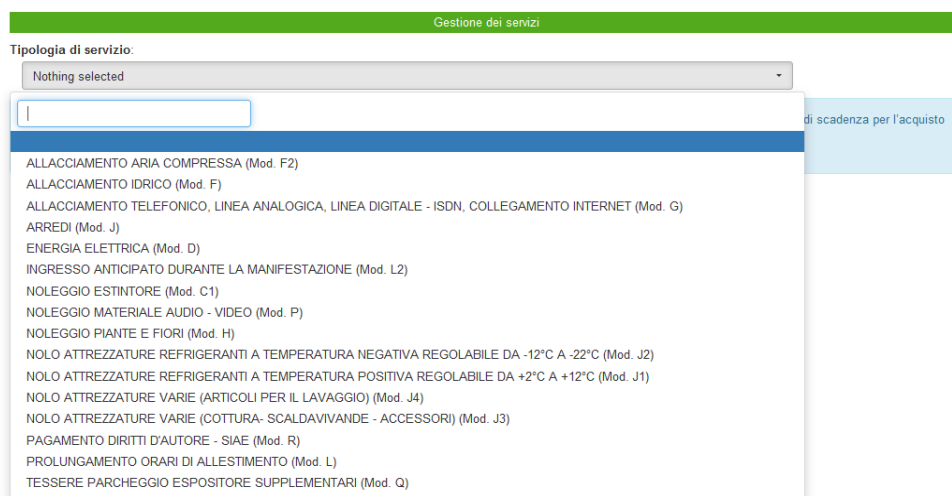 Gestione dei servizi
Tipologia di servizio:
Nothing selected
di scadenza per l'acquisto
ALLACCIAMENTO ARIA COMPRESSA (Mod. F2)
ALLACCIAMENTO IDRICO (Mod. F)
ALLACCIAMENTO TELEFONICO, LINEA ANALOGICA, LINEA DIGITALE - ISDN, COLLEGAMENTO INTERNET (Mod. G)
ARREDI (Mod. J)
ENERGIA ELETTRICA (Mod. D)
INGRESSO ANTICIPATO DURANTE LA MANIFESTAZIONE (Mod. L2)
NOLEGGIO ESTINTORE (Mod. C1)
NOLEGGIO MATERIALE AUDIO - VIDEO (Mod. P)
NOLEGGIO PIANTE E FIORI (Mod. H)
NOLO ATTREZZATURE REFRIGERANTI A TEMPERATURA NEGATIVA REGOLABILE DA -12°C A -22°C (Mod. J2)
NOLO ATTREZZATURE REFRIGERANTI A TEMPERATURA POSITIVA REGOLABILE DA +2°C A +12°C (Mod. J1)
NOLO ATTREZZATURE VARIE (ARTICOLI PER IL LAVAGGIO) (Mod. J4)
NOLO ATTREZZATURE VARIE (COTTURA- SCALDAVIVANDE - ACCESSORI) (Mod. J3)
PAGAMENTO DIRITTI D'AUTORE - SIAE (Mod. R)
PROLUNGAMENTO ORARI DI ALLESTIMENTO (Mod. L)
TESSERE PARCHEGGIO ESPOSITORE SUPPLEMENTARI (Mod. Q)